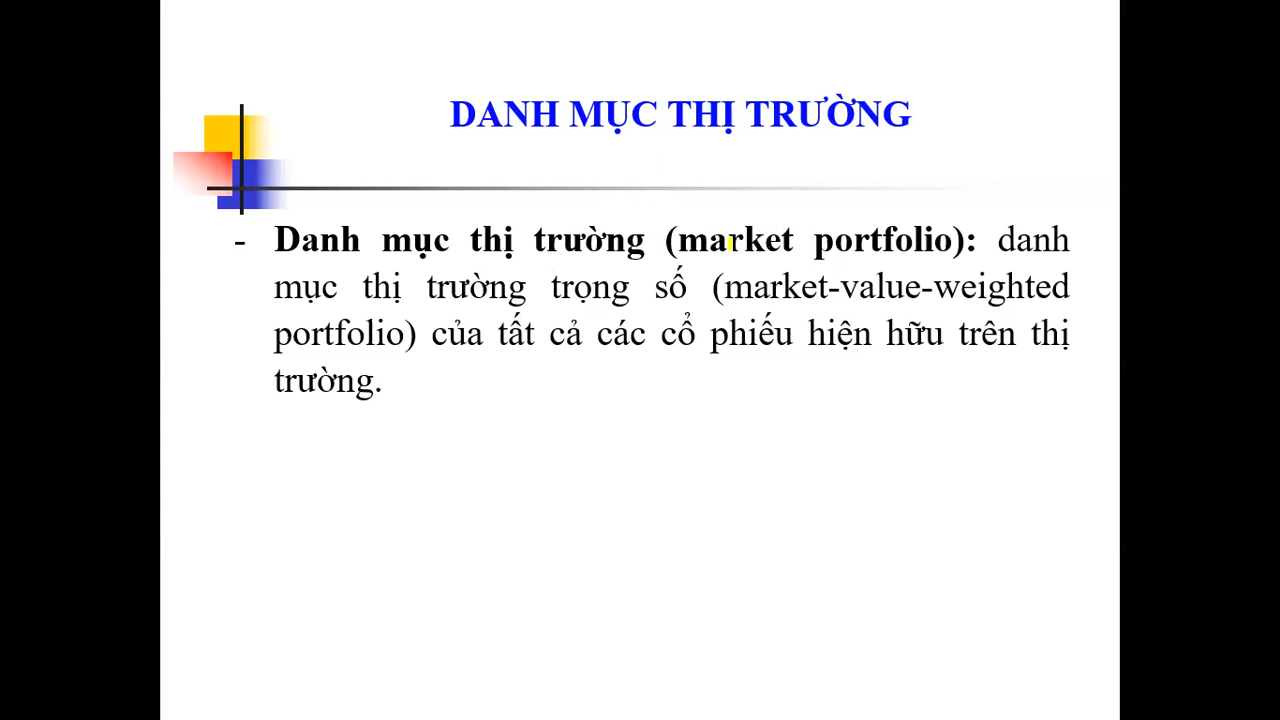 DANH MỤC THỊ TRƯỜNG
- Danh mục thị trường (market portfolio): danh
mục thị trường trọng số (market-value-weighted
portfolio) của tất cả các cổ phiếu hiện hữu trên thị
trường.